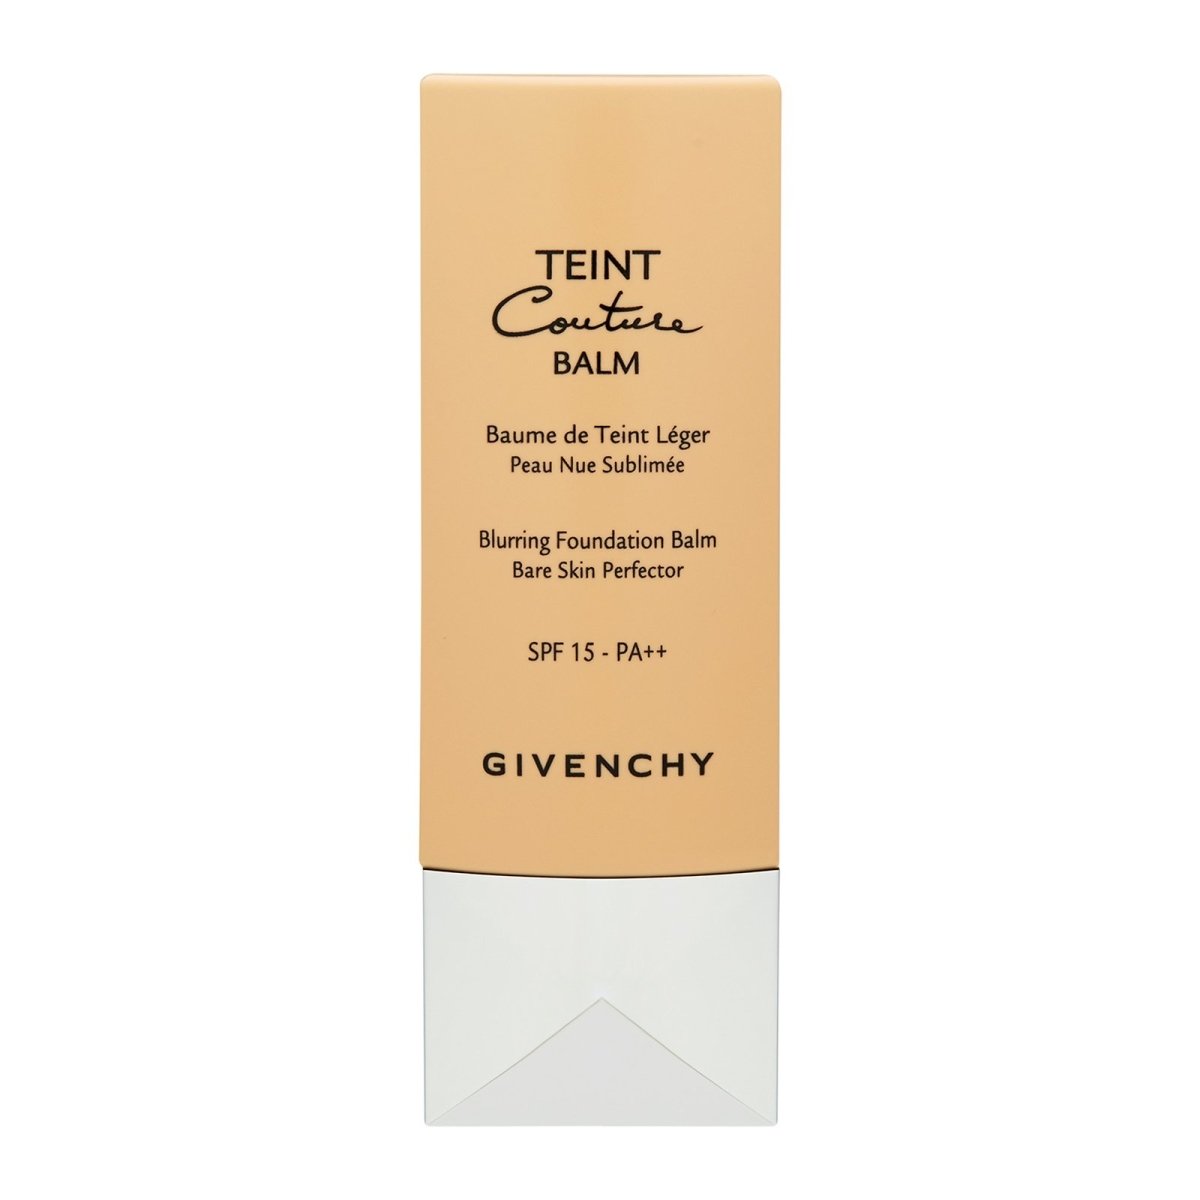 TEINT
Couture
BALM
Baume de Teint Léger
Peau Nue Sublimée
Blurring Foundation Balm
Bare Skin Perfector
SPF 15 - PA++
GIVENCHY